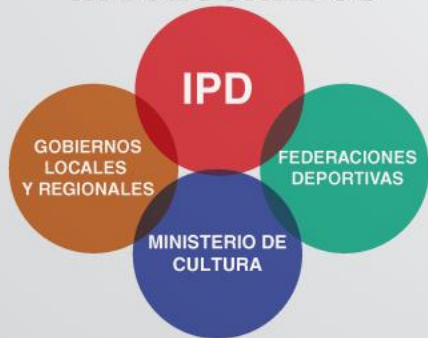 IPD
GOBIERNOS
LOCALES
Y REGIONALES
FEDERACIONES
DEPORTIVAS
MINISTERIO DE
CULTURA